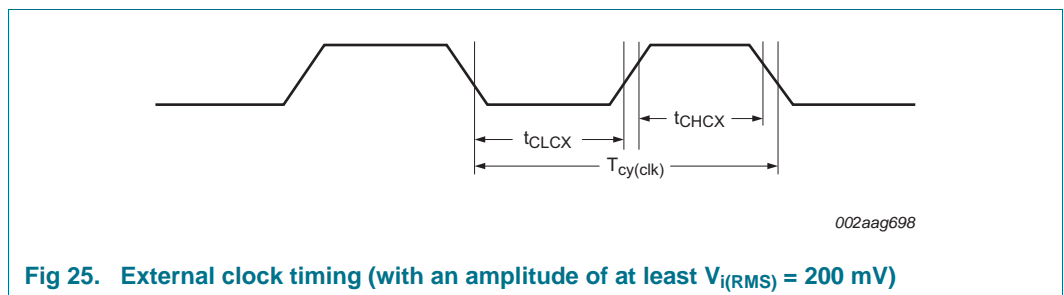 tCLCX
tCHCX
Tcy(clk)
002aag698
Fig 25. External clock timing (with an amplitude of at least Vi(RMS) = 200 mV)